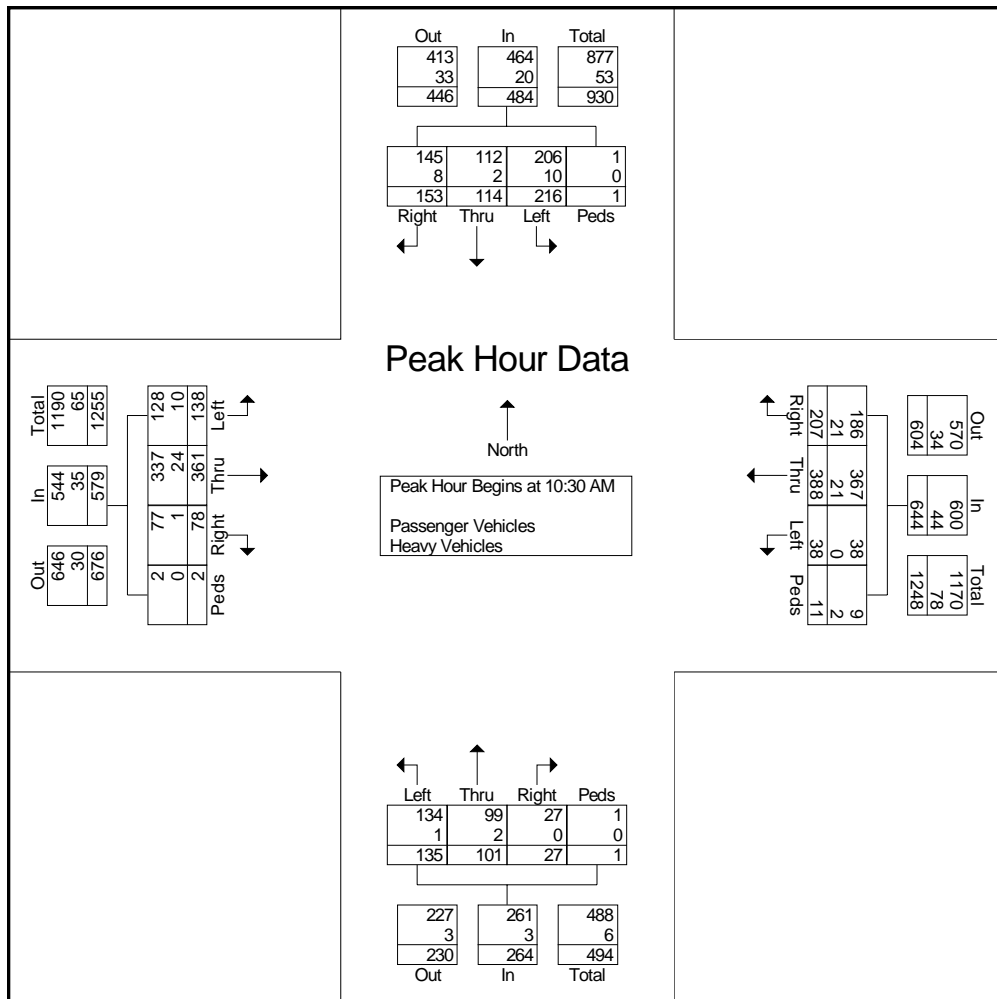 Out In Total
413 464 877
33 20 53
446 484 930
145 112 206 1
8 2 10 0
153 114 216 1
Right Thru Left Peds
Peak Hour Data
North
Peak Hour Begins at 10:30 AM
Passenger Vehicles
Heavy Vehicles
Total In Out
1190 544 646
65 35 30
1255 579 676
128 337 77 2
10 24 1 0
138 361 78 2
Left Thru Right Peds
Out In Total
570 600 1170
34 44 78
604 644 1248
186 367 38 9
21 21 0 2
207 388 38 11
Right Thru Left Peds
Left Thru Right Peds
134 99 27 1
1 2 0 0
135 101 27 1
227 261 488
3 3 6
230 264 494
Out In Total